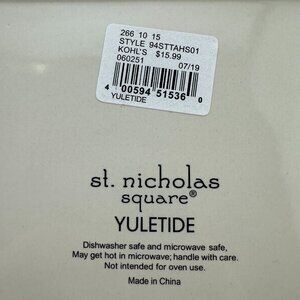 266 10 15
STYLE 94STTAHS01
KOHL'S $15.99
060251 07/19
4 00594 51536 0
YULETIDE
st. nicholas
square®
YULETIDE
Dishwasher safe and microwave safe,
May get hot in microwave; handle with care.
Not intended for oven use.
Made in China